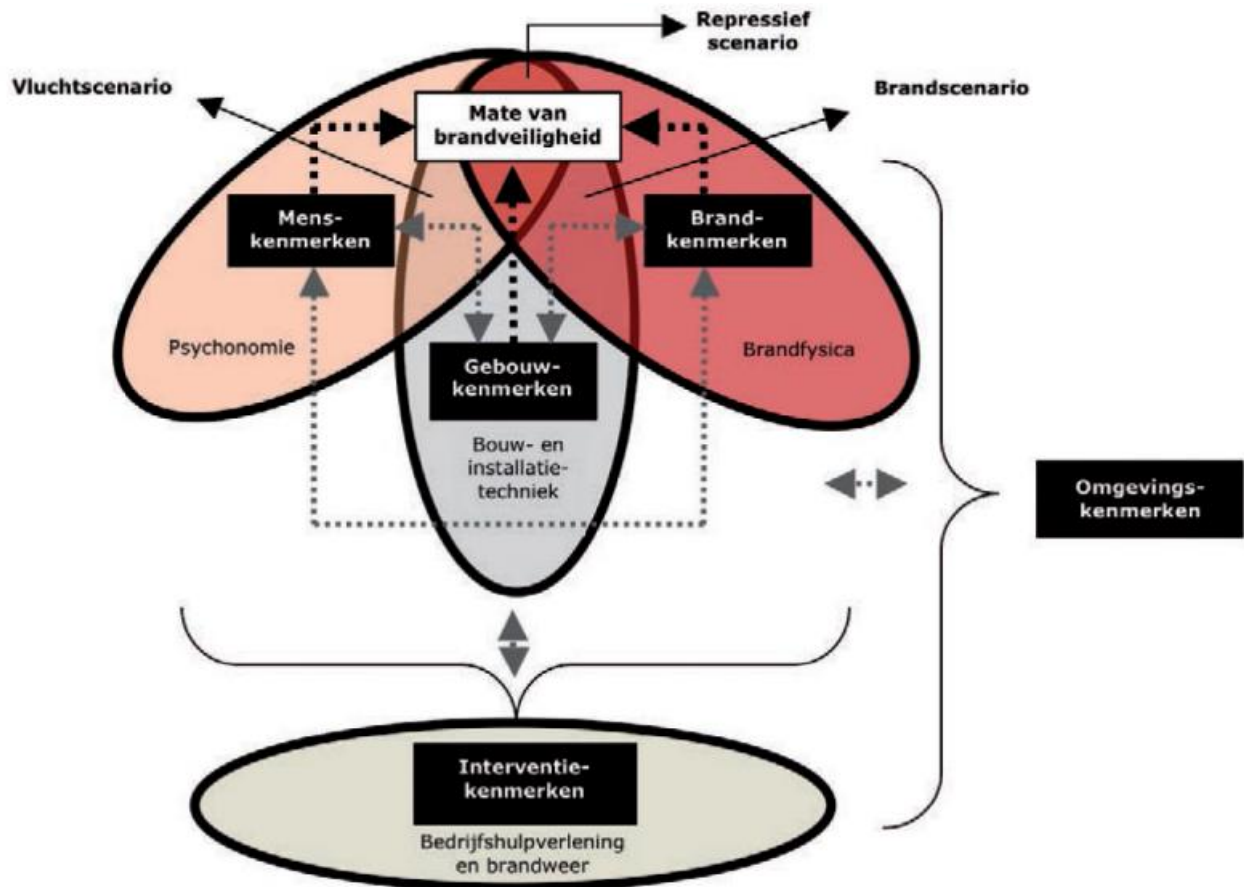 Repressief
scenario
Vluchtscenario
Brandscenario
Mate van
brandveiligheid
Mens-
kenmerken
Brand-
kenmerken
Psychonomie
Brandfysica
Gebouw-
kenmerken
Bouw- en
installatie-
techniek
Omgevings-
kenmerken
Interventie-
kenmerken
Bedrijfshulpverlening
en brandweer